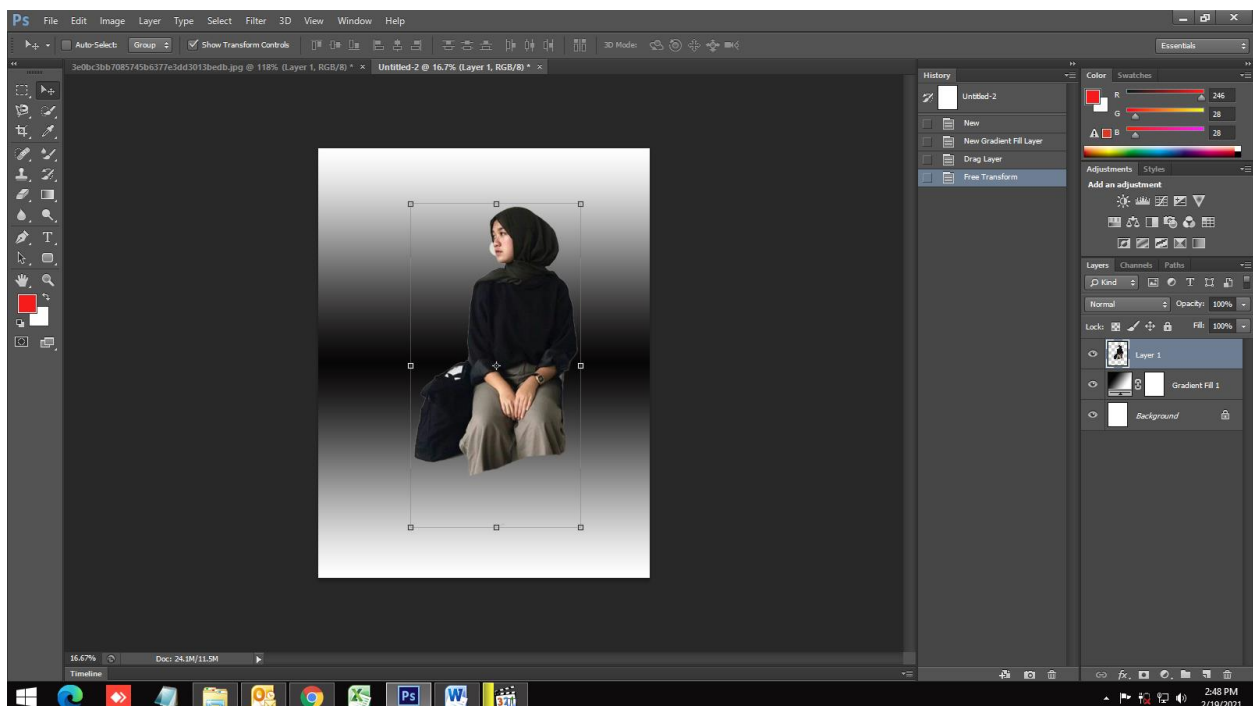 Ps File Edit Image Layer Type Select Filter 3D View Window Help
Auto-Select: Group Show Transform Controls 3D Mode: Essentials
3e0bc3bb7085745b6377e3dd3013bedb.jpg @ 118% (Layer 1, RGB/8) * × Untitled-2 @ 16.7% (Layer 1, RGB/8) * ×
History
Untitled-2
New
New Gradient Fill Layer
Drag Layer
Free Transform
Color Swatches
R 246
G 28
B 28
Adjustments Styles
Add an adjustment
Layers Channels Paths
Kind
Normal Opacity: 100%
Lock: Fill: 100%
Layer 1
Gradient Fill 1
Background
16.67% Doc: 24.1M/11.5M
Timeline
Ps
2:48 PM
2/19/2021